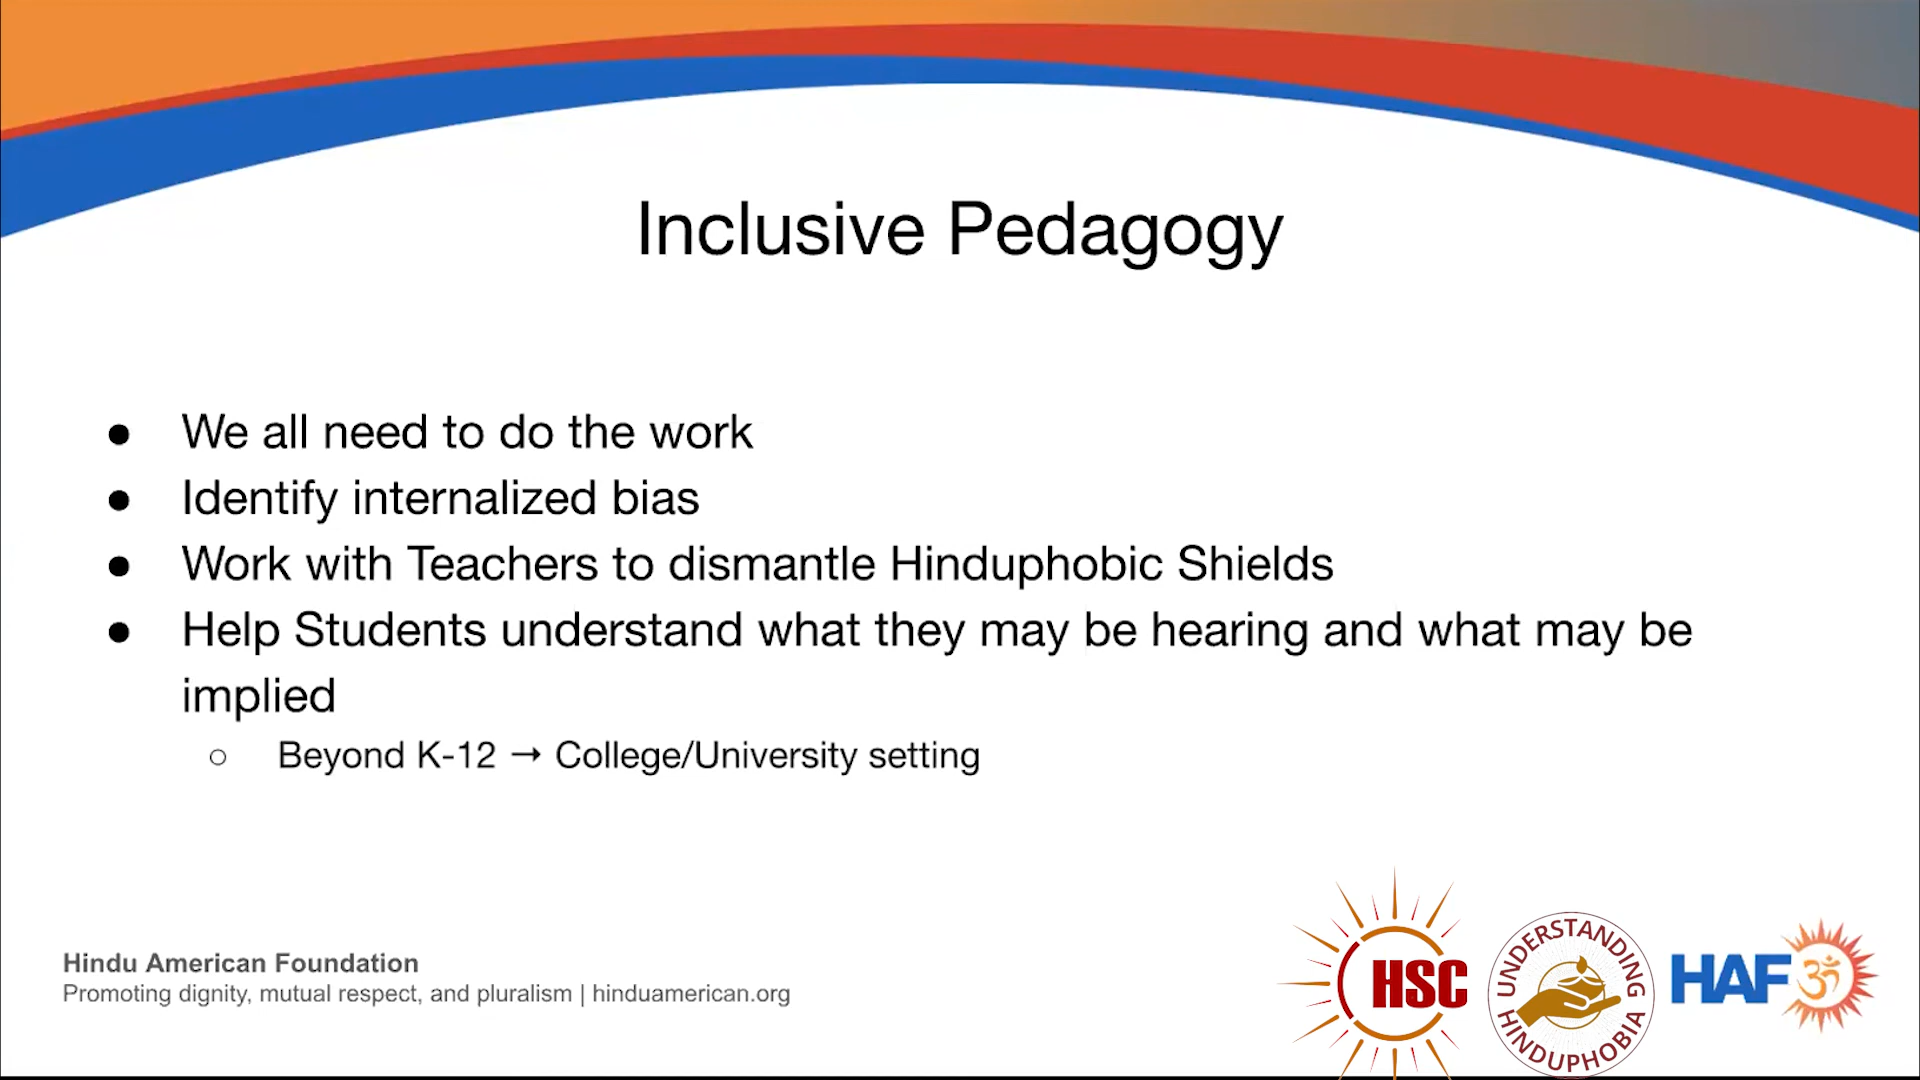 Inclusive Pedagogy
● We all need to do the work
● Identify internalized bias
● Work with Teachers to dismantle Hinduphobic Shields
● Help Students understand what they may be hearing and what may be
implied
○ Beyond K-12 → College/University setting
Hindu American Foundation
Promoting dignity, mutual respect, and pluralism | hinduamerican.org
HSC
UNDERSTANDING
HINDUPHOBIA
HAF ॐ